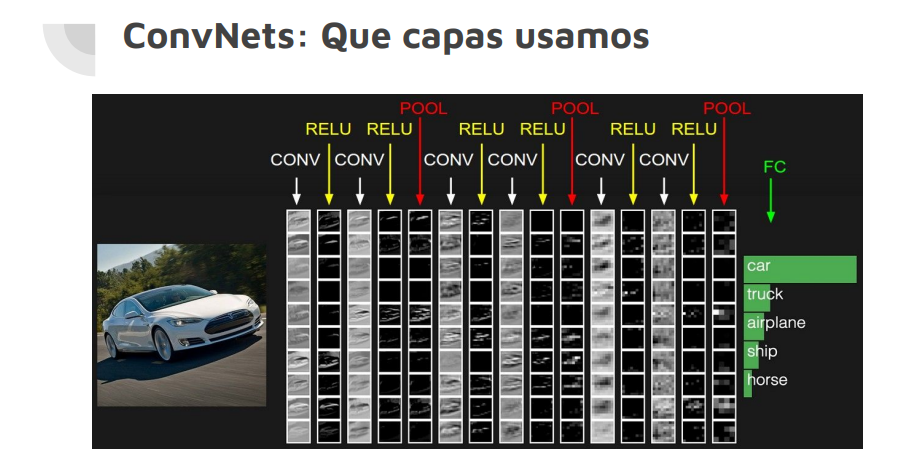 ConvNets: Que capas usamos
POOL POOL POOL
RELU RELU RELU RELU RELU RELU
CONV CONV CONV CONV CONV CONV
FC
car
truck
airplane
ship
horse